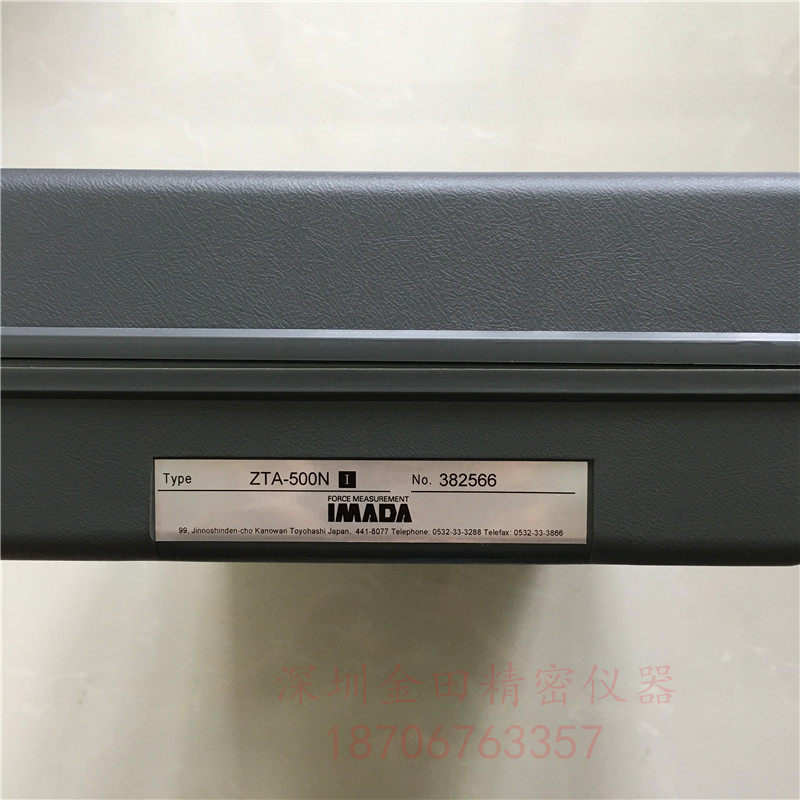 Type ZTA-500N I No. 382566
FORCE MEASUREMENT
IMADA
99, Jinnoshinden-cho Kanowari Toyohashi Japan, 441-8077 Telephone: 0532-33-3288 Telefax: 0532-33-3866
深圳金田精密仪器
18706763357